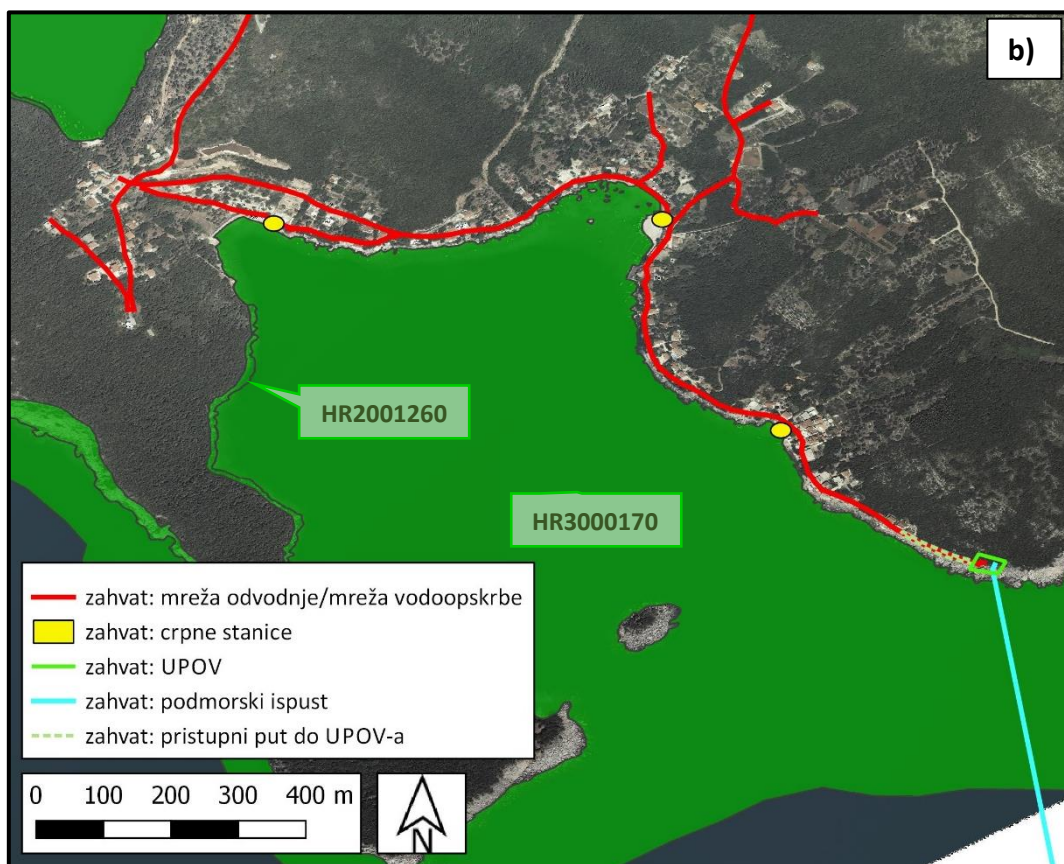 b)
HR2001260
HR3000170
zahvat: mreža odvodnje/mreža vodoopskrbe
zahvat: crpne stanice
zahvat: UPOV
zahvat: podmorski ispust
zahvat: pristupni put do UPOV-a
0 100 200 300 400 m
N